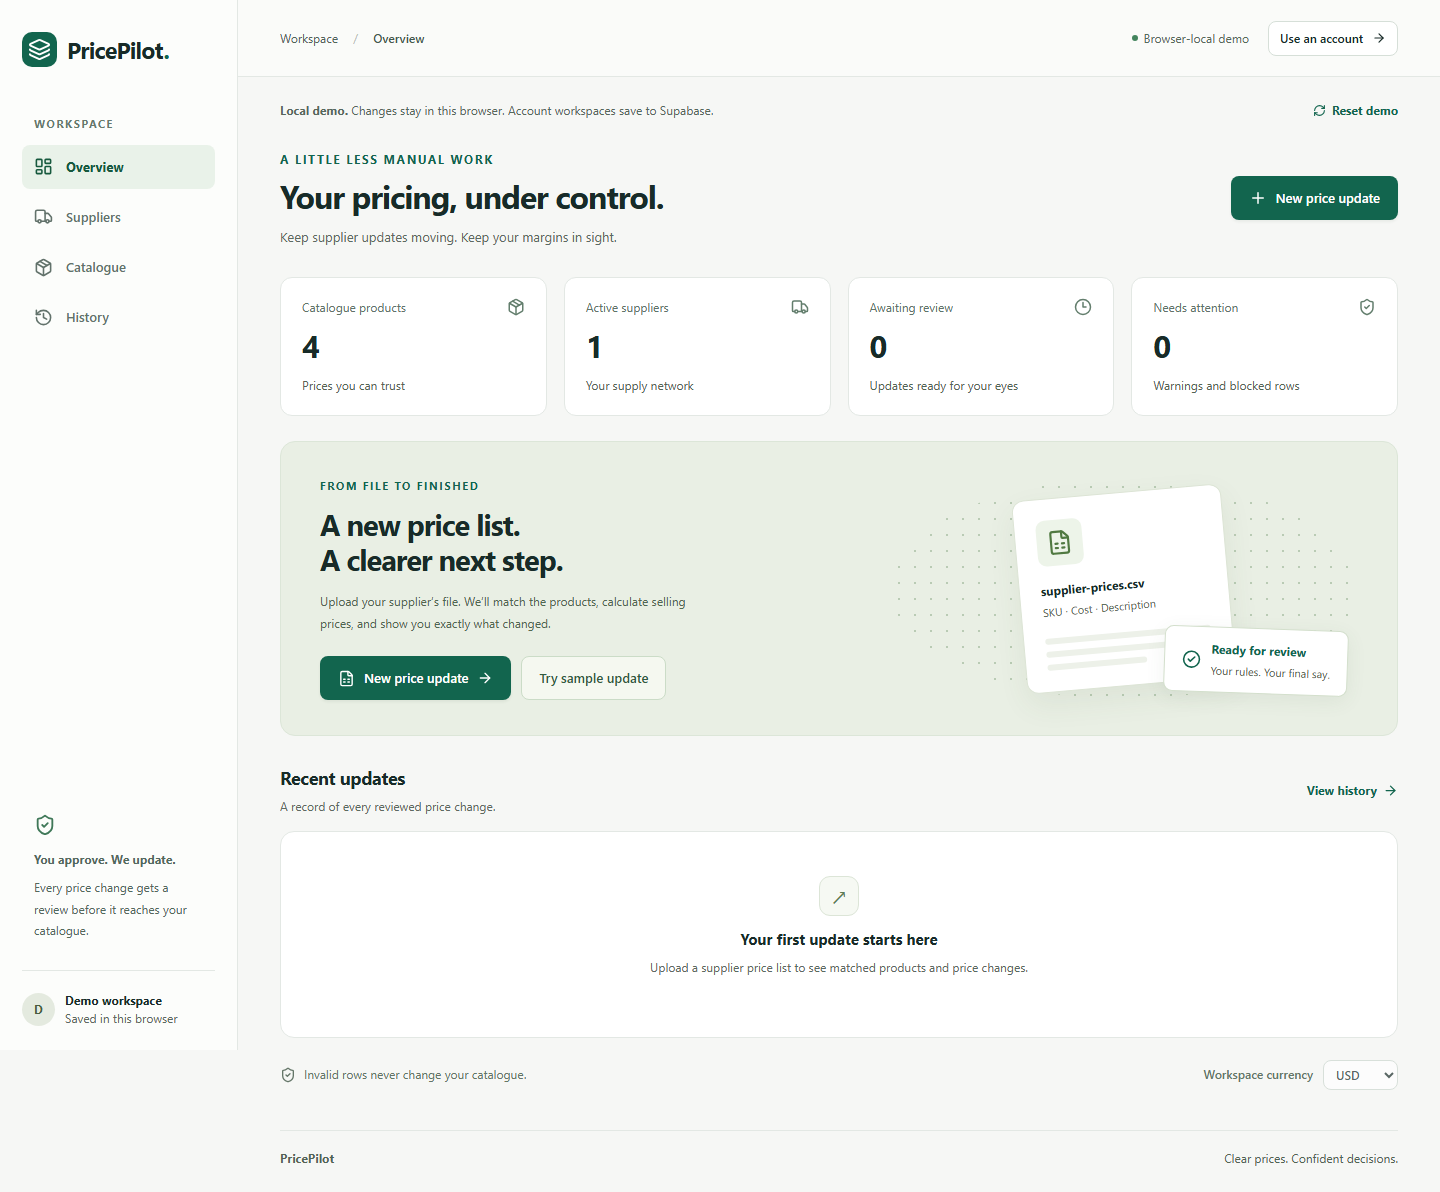 PricePilot.
WORKSPACE
Overview
Suppliers
Catalogue
History
You approve. We update.
Every price change gets a
review before it reaches your
catalogue.
D
Demo workspace
Saved in this browser
Workspace / Overview
Browser-local demo
Use an account
Local demo. Changes stay in this browser. Account workspaces save to Supabase.
Reset demo
A LITTLE LESS MANUAL WORK
Your pricing, under control.
Keep supplier updates moving. Keep your margins in sight.
New price update
Catalogue products
4
Prices you can trust
Active suppliers
1
Your supply network
Awaiting review
0
Updates ready for your eyes
Needs attention
0
Warnings and blocked rows
FROM FILE TO FINISHED
A new price list.
A clearer next step.
Upload your supplier's file. We'll match the products, calculate selling
prices, and show you exactly what changed.
New price update
Try sample update
supplier-prices.csv
SKU · Cost · Description
Ready for review
Your rules. Your final say.
Recent updates
A record of every reviewed price change.
View history
Your first update starts here
Upload a supplier price list to see matched products and price changes.
Invalid rows never change your catalogue.
Workspace currency
USD
PricePilot
Clear prices. Confident decisions.